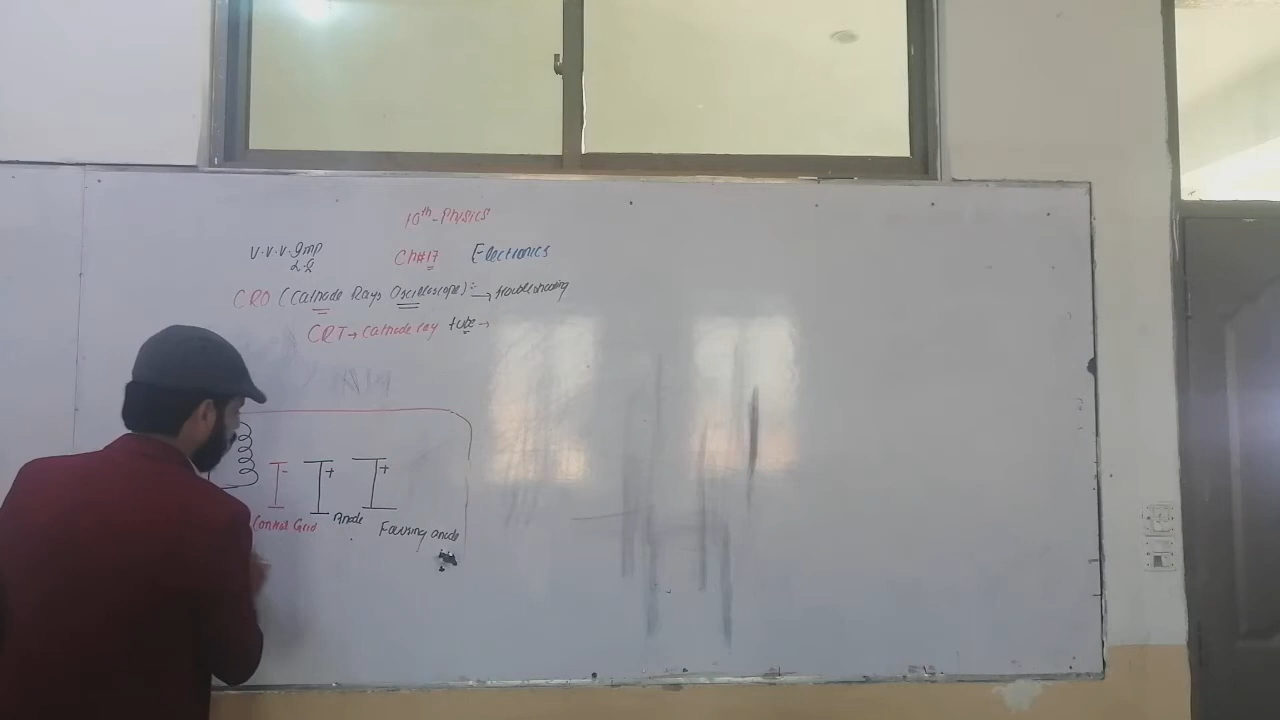 10th-Physics
V.V.V.Imp Ch#17 Electronics
L.Q
CRO (Cathode Rays Oscilloscope):- → troubleshooting
CRT → Cathode ray tube →
- + +
Control Grid Anode Focusing anode